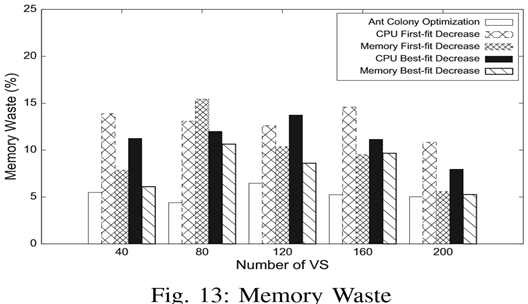 25
20
15
10
5
0
Memory Waste (%)
Ant Colony Optimization
CPU First-fit Decrease
Memory First-fit Decrease
CPU Best-fit Decrease
Memory Best-fit Decrease
40 80 120 160 200
Number of VS
Fig. 13: Memory Waste